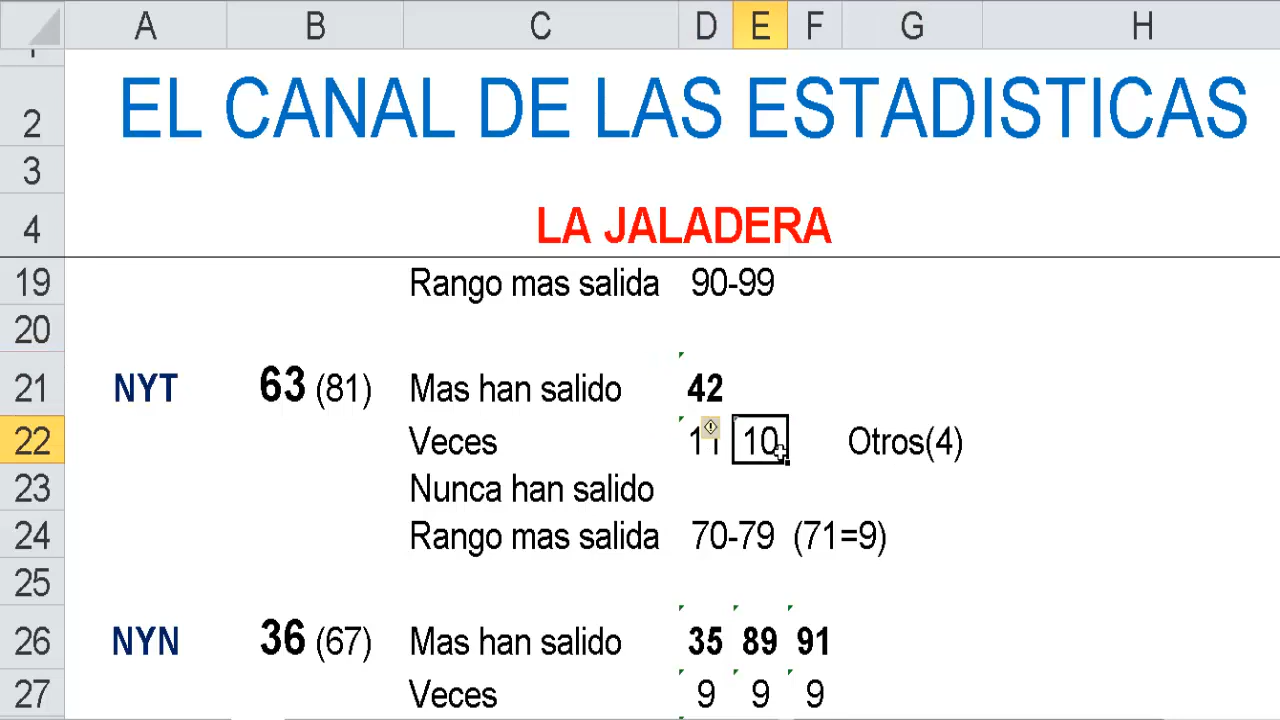 A B C D E F G H
2 EL CANAL DE LAS ESTADISTICAS
3
4 LA JALADERA
19 Rango mas salida 90-99
20
21 NYT 63 (81) Mas han salido 42
22 Veces 11 10 Otros(4)
23 Nunca han salido
24 Rango mas salida 70-79 (71=9)
25
26 NYN 36 (67) Mas han salido 35 89 91
27 Veces 9 9 9